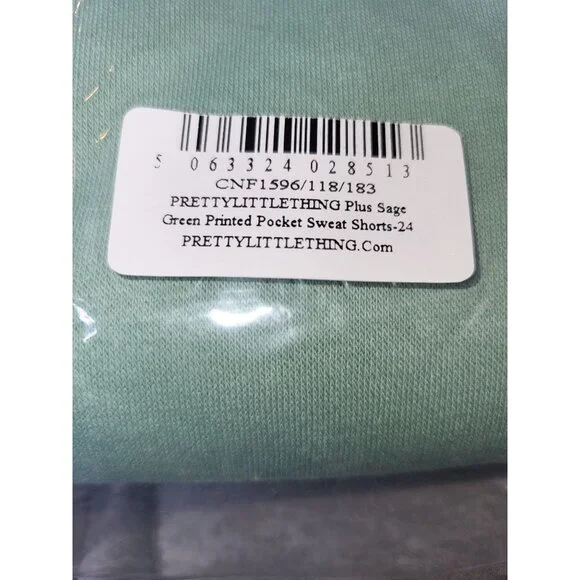 5 063324 028513
CNF1596/118/183
PRETTYLITTLETHING Plus Sage
Green Printed Pocket Sweat Shorts-24
PRETTYLITTLETHING.Com